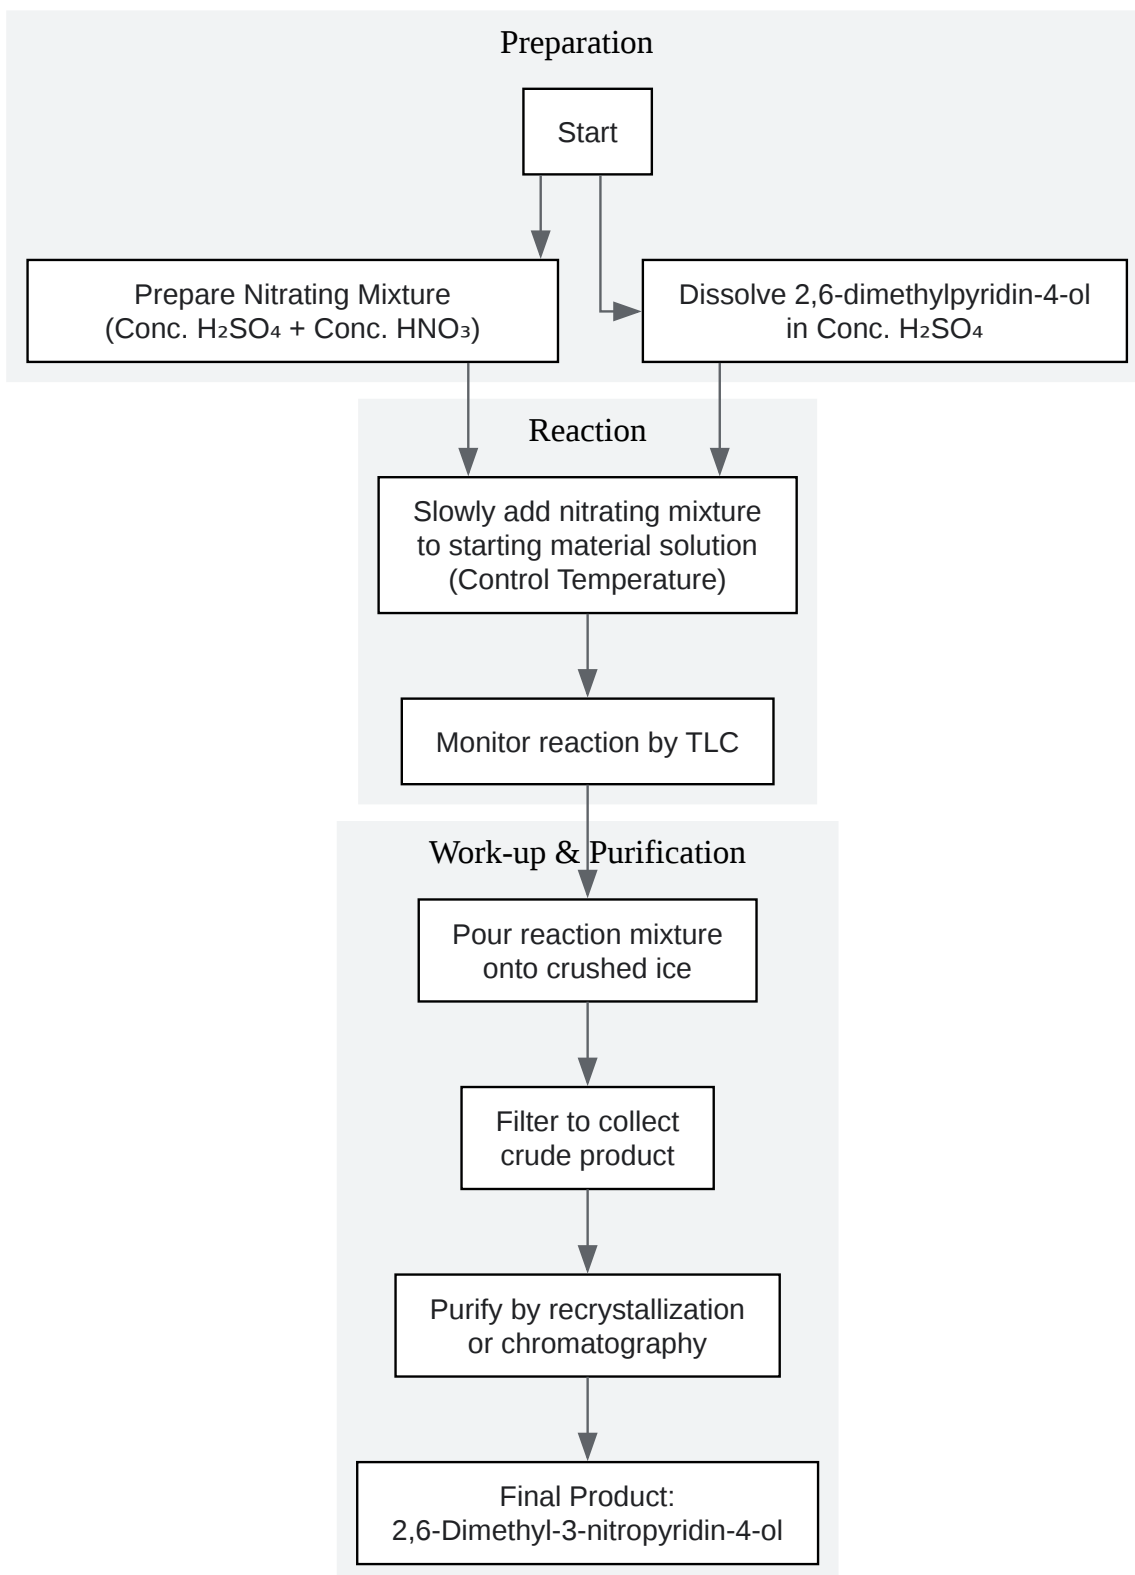 Preparation
Start
Prepare Nitrating Mixture
(Conc. H₂SO₄ + Conc. HNO₃)
Dissolve 2,6-dimethylpyridin-4-ol
in Conc. H₂SO₄
Reaction
Slowly add nitrating mixture
to starting material solution
(Control Temperature)
Monitor reaction by TLC
Work-up & Purification
Pour reaction mixture
onto crushed ice
Filter to collect
crude product
Purify by recrystallization
or chromatography
Final Product:
2,6-Dimethyl-3-nitropyridin-4-ol